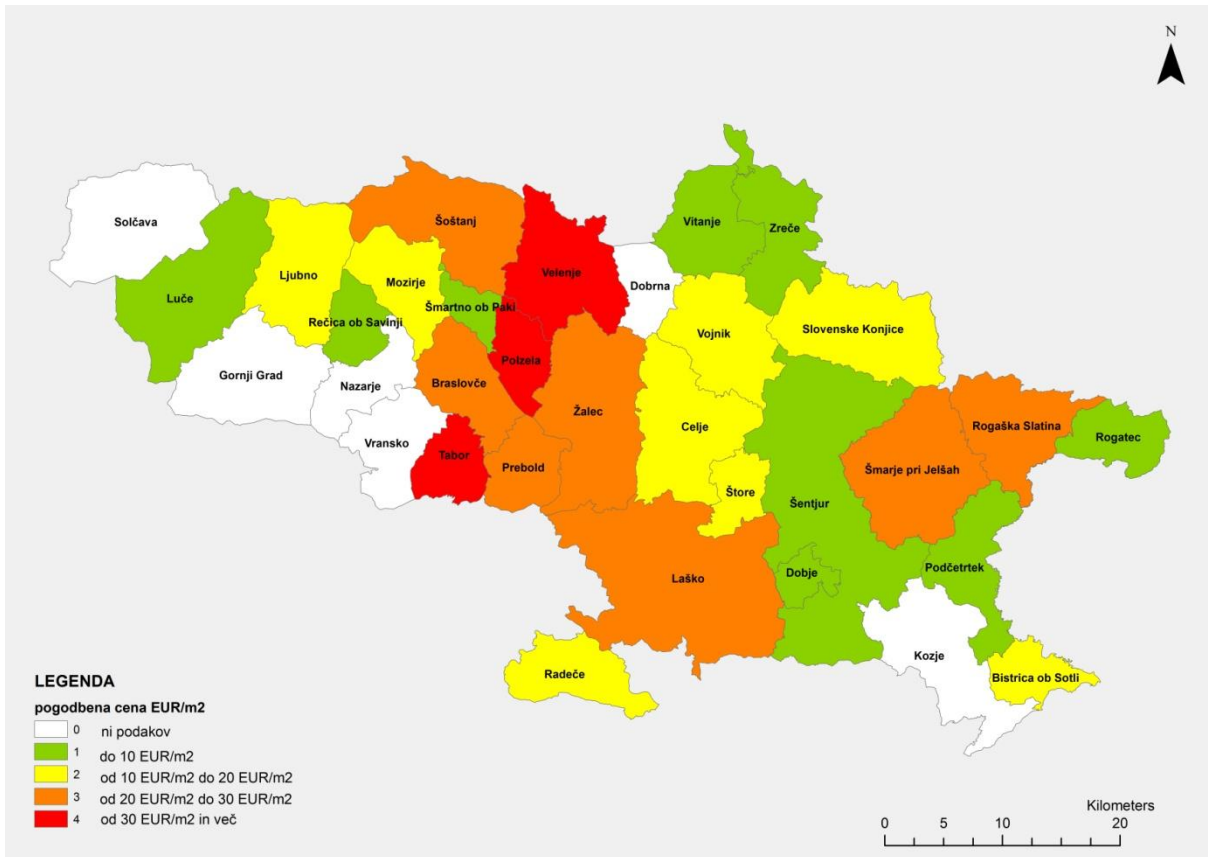 N
Solčava
Šoštanj
Vitanje
Zreče
Velenje
Ljubno
Mozirje
Dobrna
Luče
Šmartno ob Paki
Rečica ob Savinji
Vojnik
Slovenske Konjice
Polzela
Gornji Grad
Nazarje
Braslovče
Žalec
Celje
Rogaška Slatina
Rogatec
Vransko
Tabor
Prebold
Šmarje pri Jelšah
Štore
Šentjur
Laško
Dobje
Podčetrtek
Kozje
Radeče
Bistrica ob Sotli
LEGENDA
pogodbena cena EUR/m2
0 ni podakov
1 do 10 EUR/m2
2 od 10 EUR/m2 do 20 EUR/m2
3 od 20 EUR/m2 do 30 EUR/m2
4 od 30 EUR/m2 in več
Kilometers
0 5 10 20